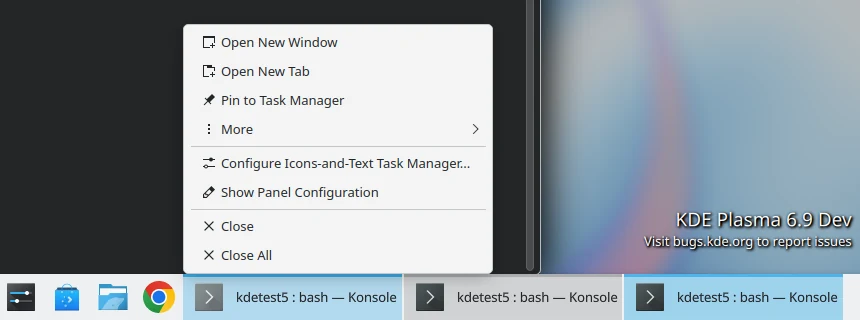 Open New Window
Open New Tab
Pin to Task Manager
More
Configure Icons-and-Text Task Manager...
Show Panel Configuration
Close
Close All
KDE Plasma 6.9 Dev
Visit bugs.kde.org to report issues
kdetest5 : bash — Konsole
kdetest5 : bash — Konsole
kdetest5 : bash — Konsole